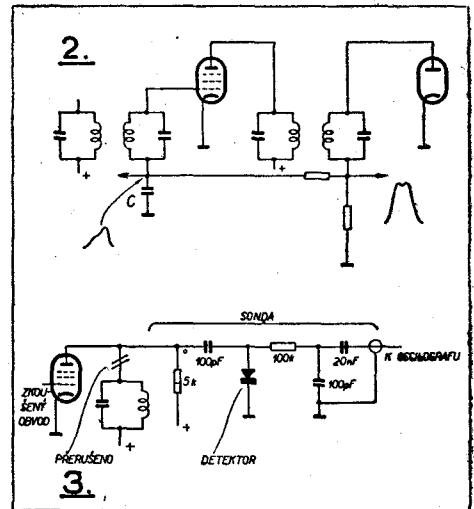 2.
+
+
C
SONDA
100pF
100k
20nF
K OSCILOGRAFU
5k
100pF
+
+
ZKOU-
ŠENÝ
OBVOD
PŘERUŠENO
DETEKTOR
3.